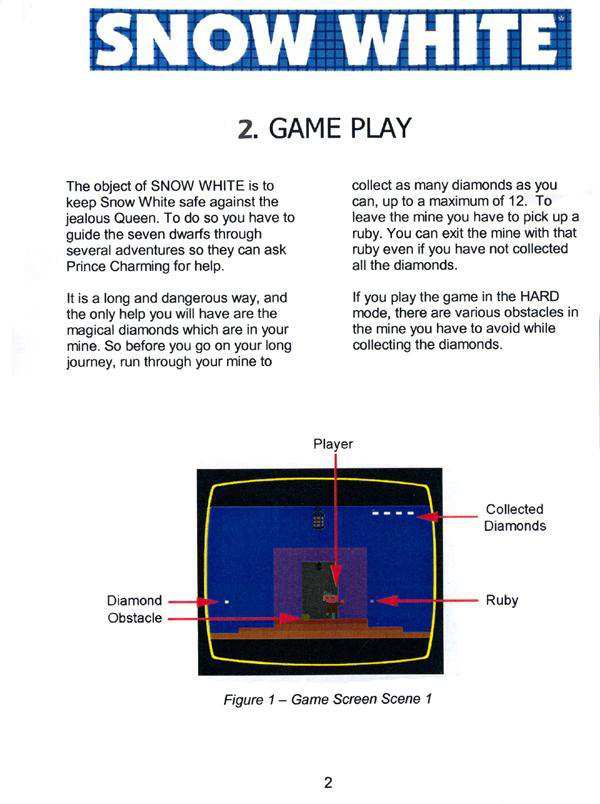 SNOW WHITE
2. GAME PLAY
The object of SNOW WHITE is to
keep Snow White safe against the
jealous Queen. To do so you have to
guide the seven dwarfs through
several adventures so they can ask
Prince Charming for help.
It is a long and dangerous way, and
the only help you will have are the
magical diamonds which are in your
mine. So before you go on your long
journey, run through your mine to
collect as many diamonds as you
can, up to a maximum of 12. To
leave the mine you have to pick up a
ruby. You can exit the mine with that
ruby even if you have not collected
all the diamonds.
If you play the game in the HARD
mode, there are various obstacles in
the mine you have to avoid while
collecting the diamonds.
Player
Collected
Diamonds
Diamond
Ruby
Obstacle
Figure 1 – Game Screen Scene 1
2